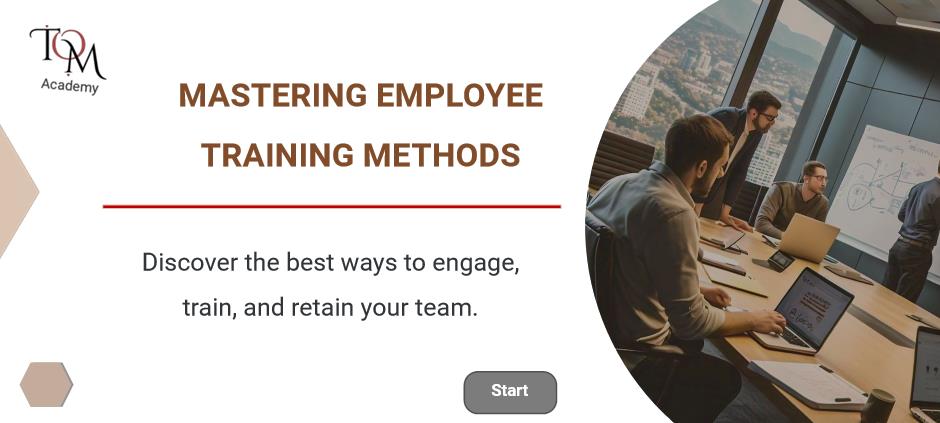 TQM
Academy
MASTERING EMPLOYEE
TRAINING METHODS
Discover the best ways to engage,
train, and retain your team.
Start